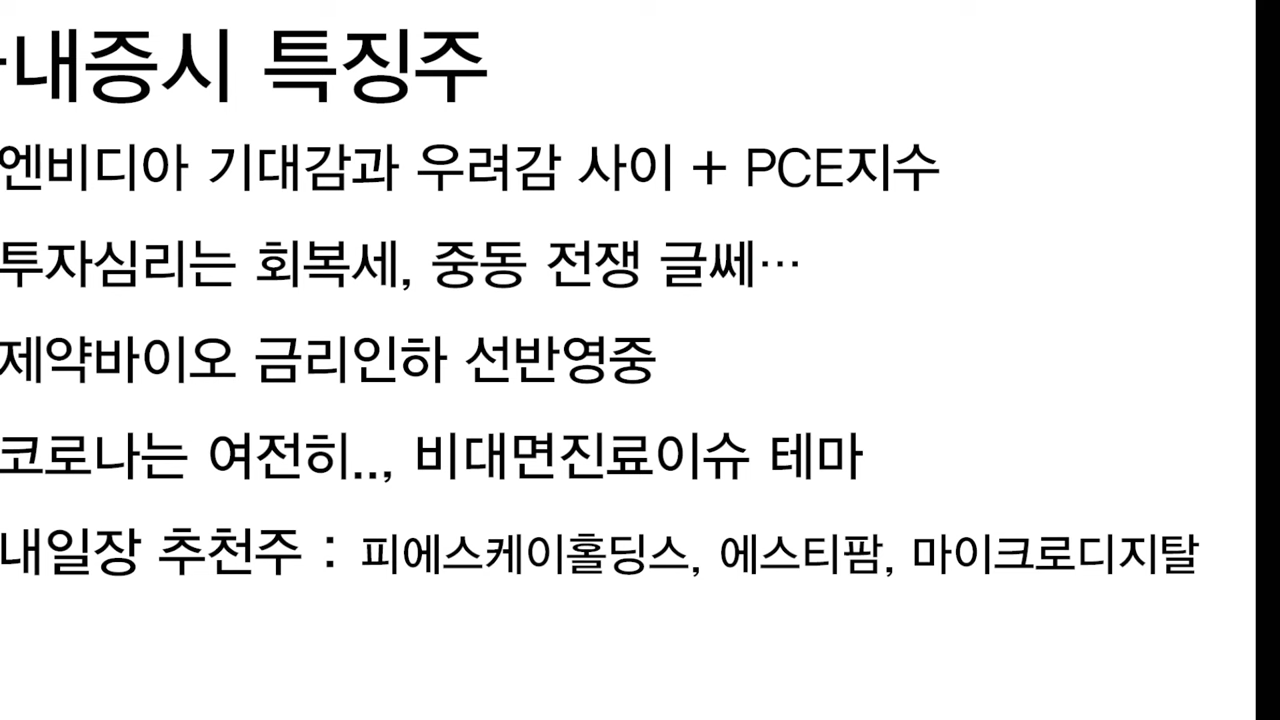 내증시 특징주
엔비디아 기대감과 우려감 사이 + PCE지수
투자심리는 회복세, 중동 전쟁 글쎄…
제약바이오 금리인하 선반영중
코로나는 여전히.., 비대면진료이슈 테마
내일장 추천주 : 피에스케이홀딩스, 에스티팜, 마이크로디지탈